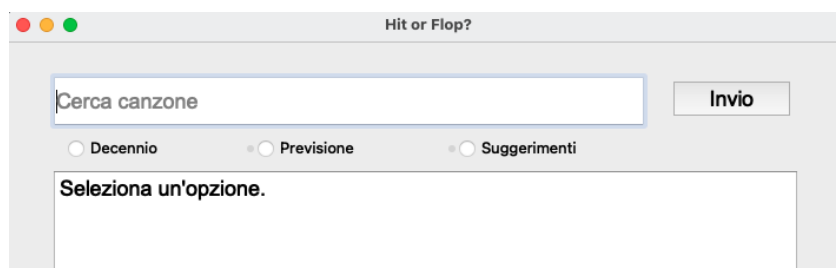 Hit or Flop?
Cerca canzone
Invio
Decennio Previsione Suggerimenti
Seleziona un'opzione.